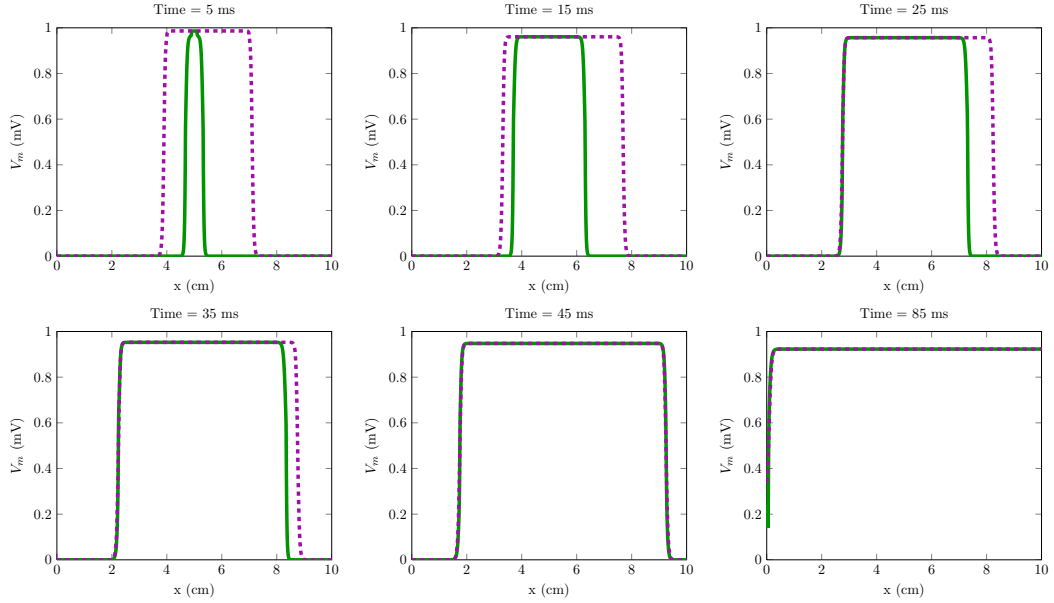 Time = 5 ms
1
0.8
0.6
0.4
0.2
0
V_m (mV)
0 2 4 6 8 10
x (cm)
Time = 15 ms
1
0.8
0.6
0.4
0.2
0
V_m (mV)
0 2 4 6 8 10
x (cm)
Time = 25 ms
1
0.8
0.6
0.4
0.2
0
V_m (mV)
0 2 4 6 8 10
x (cm)
Time = 35 ms
1
0.8
0.6
0.4
0.2
0
V_m (mV)
0 2 4 6 8 10
x (cm)
Time = 45 ms
1
0.8
0.6
0.4
0.2
0
V_m (mV)
0 2 4 6 8 10
x (cm)
Time = 85 ms
1
0.8
0.6
0.4
0.2
0
V_m (mV)
0 2 4 6 8 10
x (cm)